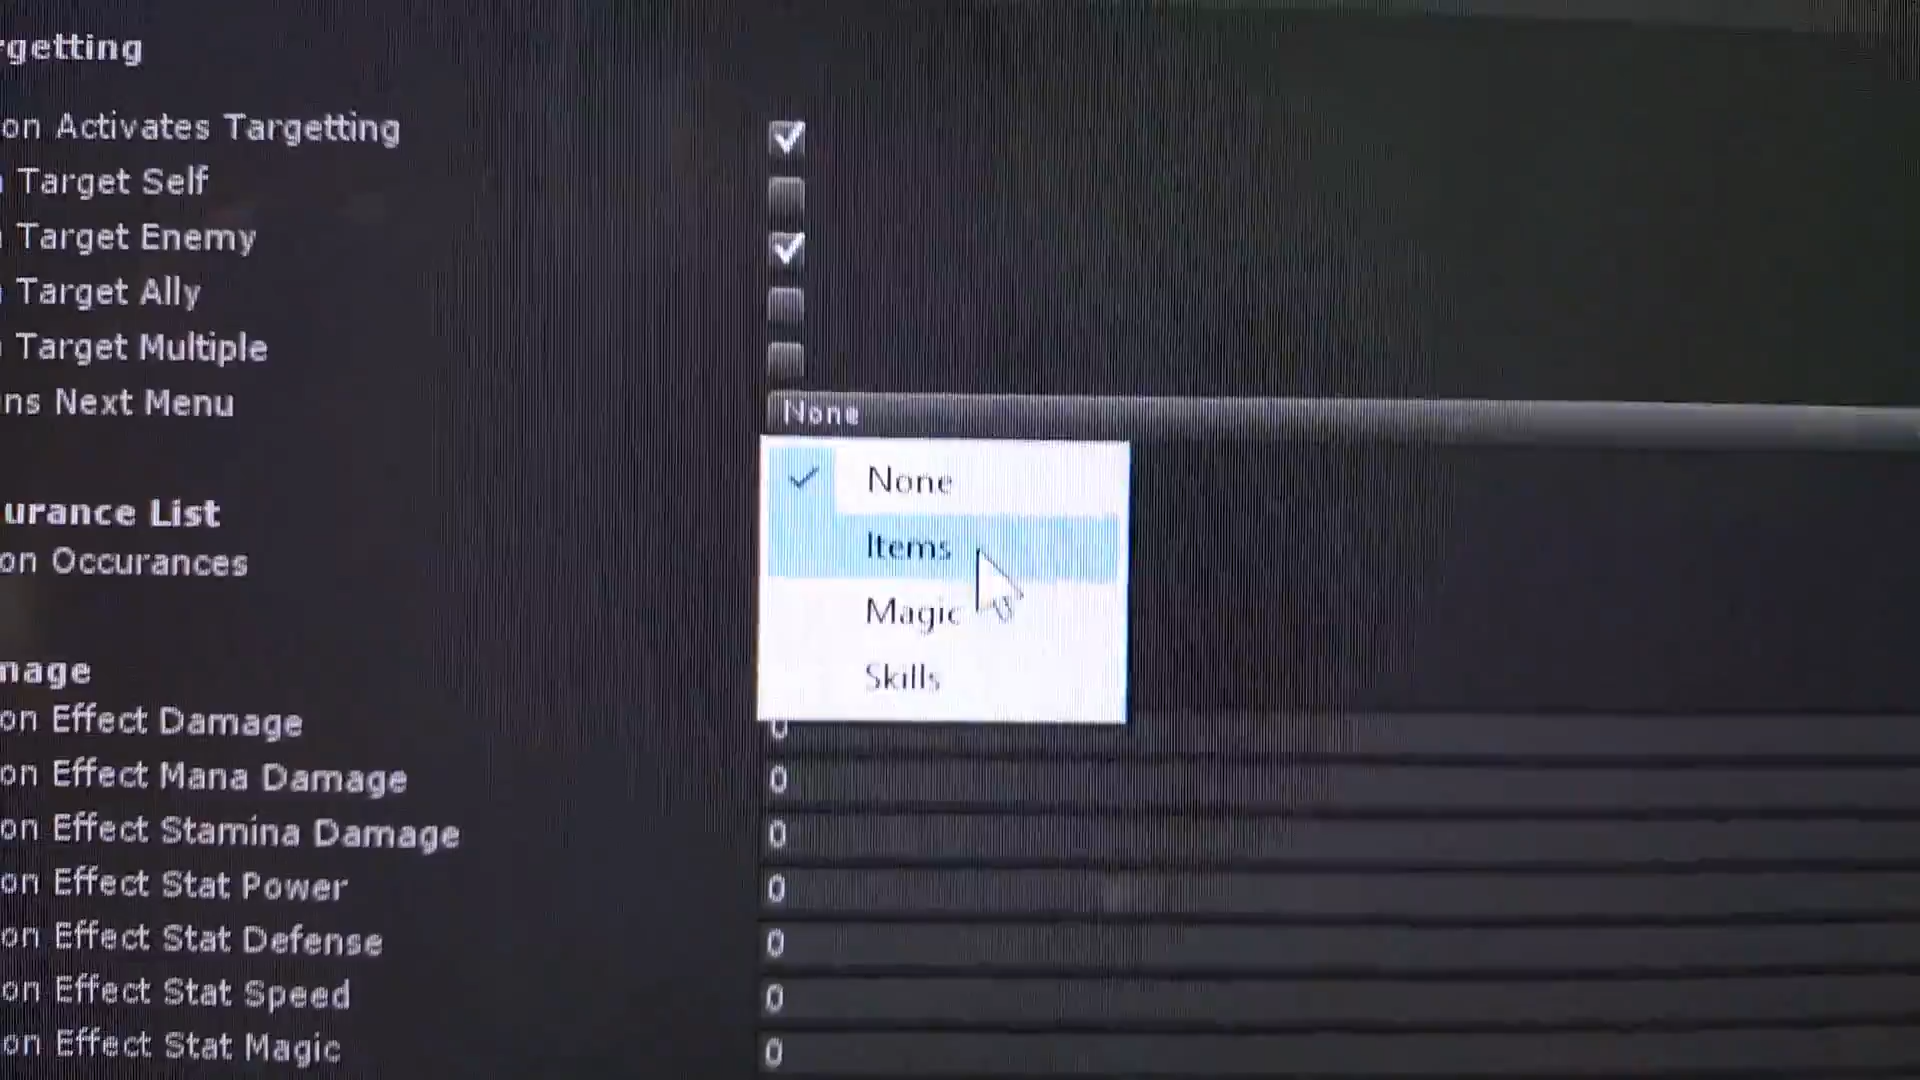 rgetting
on Activates Targetting
Target Self
Target Enemy
Target Ally
Target Multiple
ns Next Menu
None
None
Items
Magic
Skills
urance List
on Occurances
mage
on Effect Damage
0
on Effect Mana Damage
0
on Effect Stamina Damage
0
on Effect Stat Power
0
on Effect Stat Defense
0
on Effect Stat Speed
0
on Effect Stat Magic
0